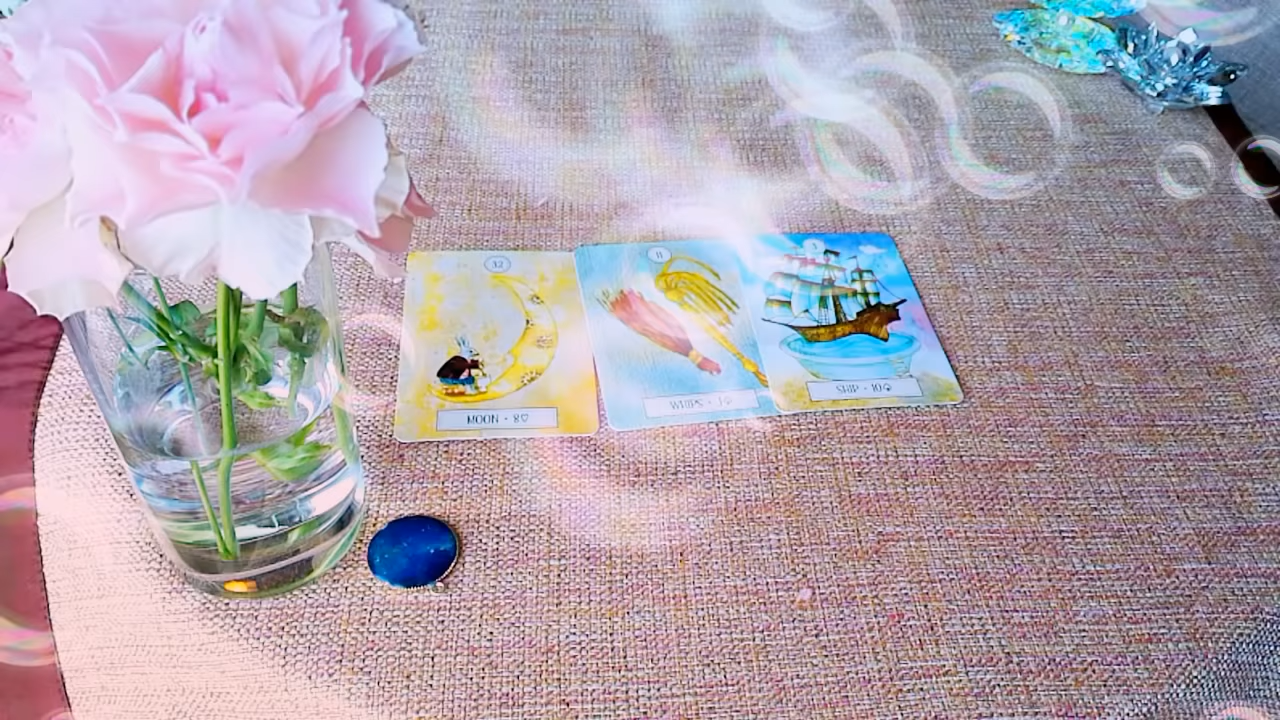 32
MOON · 8♡
11
WHIPS · J♧
3
SHIP · 10♤